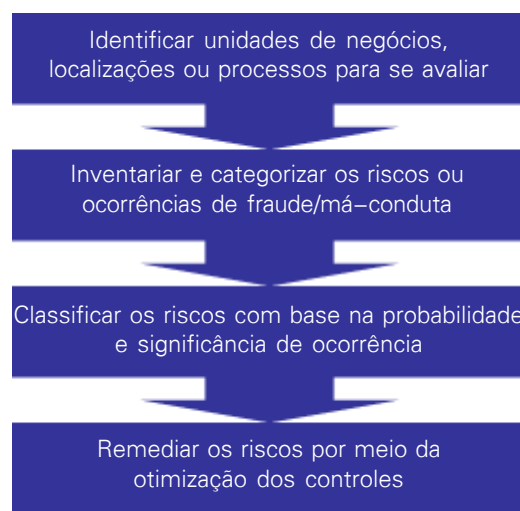 Identificar unidades de negócios,
localizações ou processos para se avaliar
Inventariar e categorizar os riscos ou
ocorrências de fraude/má–conduta
Classificar os riscos com base na probabilidade
e significância de ocorrência
Remediar os riscos por meio da
otimização dos controles